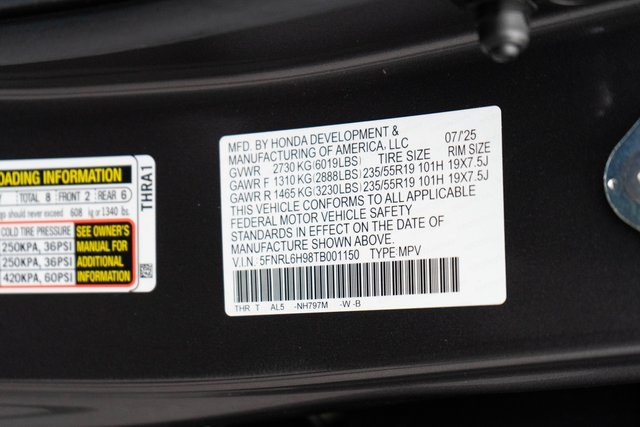 OADING INFORMATION
TOTAL 8 FRONT 2 REAR 6
go should never exceed 608 kg or 1340 lbs.
COLD TIRE PRESSURE
250KPA, 36PSI
250KPA, 36PSI
420KPA, 60PSI
SEE OWNER'S
MANUAL FOR
ADDITIONAL
INFORMATION
THRA1
MFD. BY HONDA DEVELOPMENT & 07/'25
MANUFACTURING OF AMERICA, LLC
GVWR 2730 KG (6019LBS) TIRE SIZE RIM SIZE
GAWR F 1310 KG (2888LBS) 235/55R19 101H 19X7.5J
GAWR R 1465 KG (3230LBS) 235/55R19 101H 19X7.5J
THIS VEHICLE CONFORMS TO ALL APPLICABLE
FEDERAL MOTOR VEHICLE SAFETY
STANDARDS IN EFFECT ON THE DATE OF
MANUFACTURE SHOWN ABOVE.
V.I.N. 5FNRL6H98TB001150 TYPE MPV
THR T AL5 -NH797M -W -B